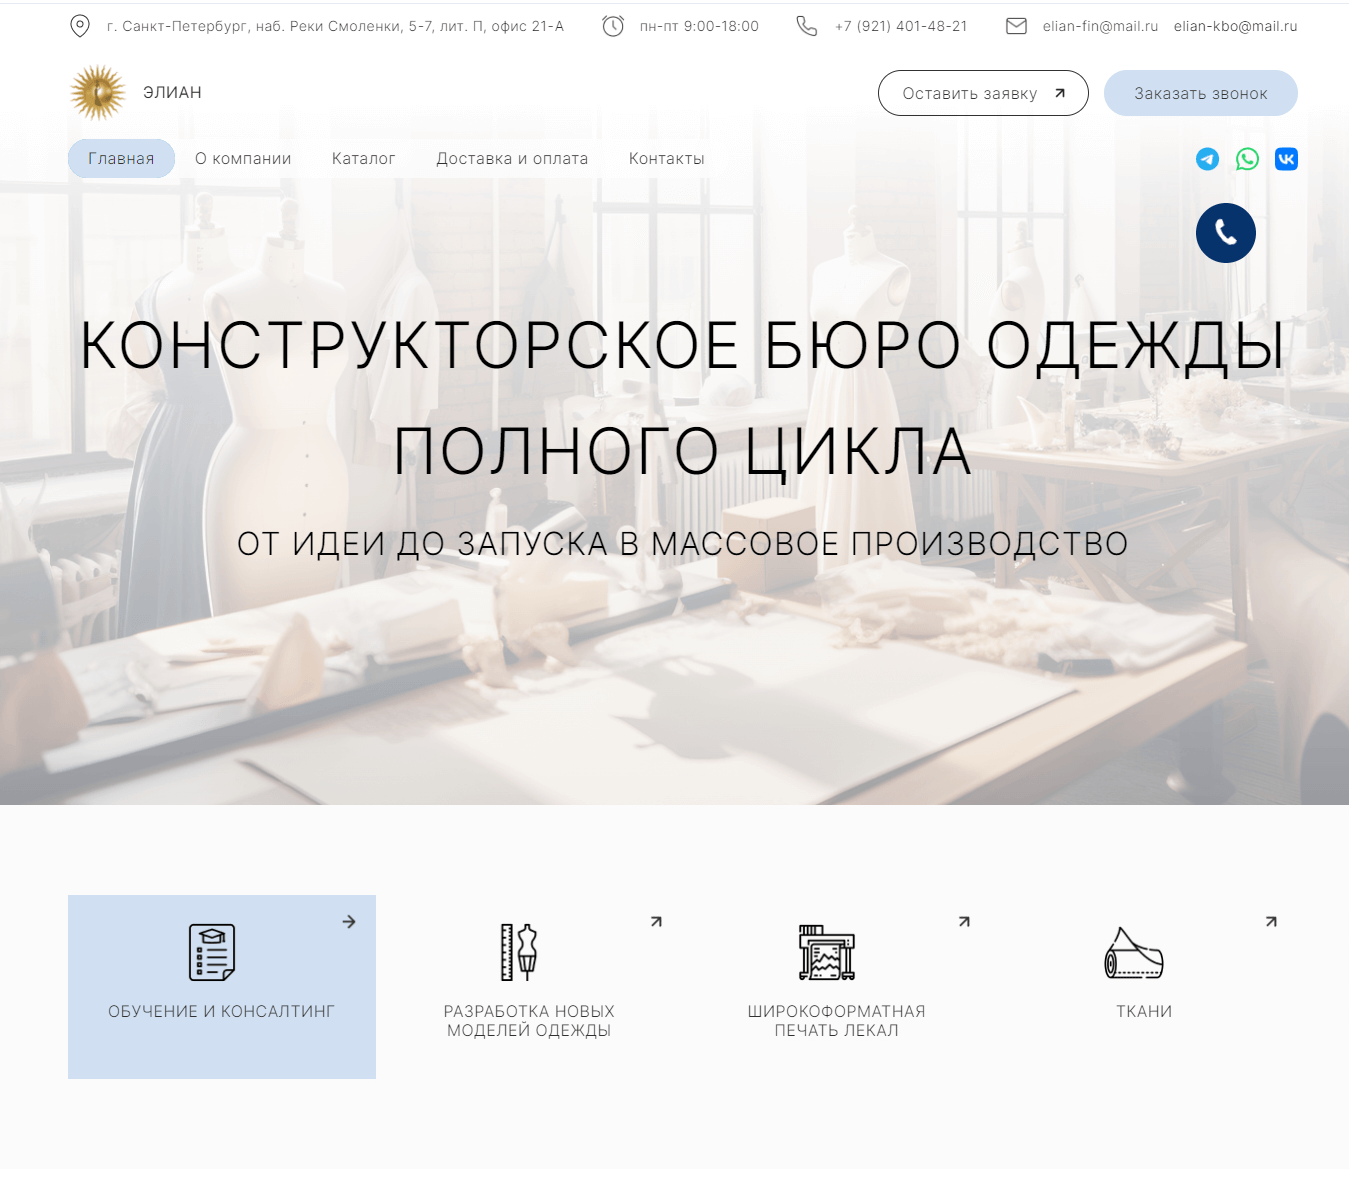 г. Санкт-Петербург, наб. Реки Смоленки, 5-7, лит. П, офис 21-А
пн-пт 9:00-18:00
+7 (921) 401-48-21
elian-fin@mail.ru
elian-kbo@mail.ru
ЭЛИАН
Оставить заявку
Заказать звонок
Главная
О компании
Каталог
Доставка и оплата
Контакты
КОНСТРУКТОРСКОЕ БЮРО ОДЕЖДЫ
ПОЛНОГО ЦИКЛА
ОТ ИДЕИ ДО ЗАПУСКА В МАССОВОЕ ПРОИЗВОДСТВО
ОБУЧЕНИЕ И КОНСАЛТИНГ
РАЗРАБОТКА НОВЫХ
МОДЕЛЕЙ ОДЕЖДЫ
ШИРОКОФОРМАТНАЯ
ПЕЧАТЬ ЛЕКАЛ
ТКАНИ